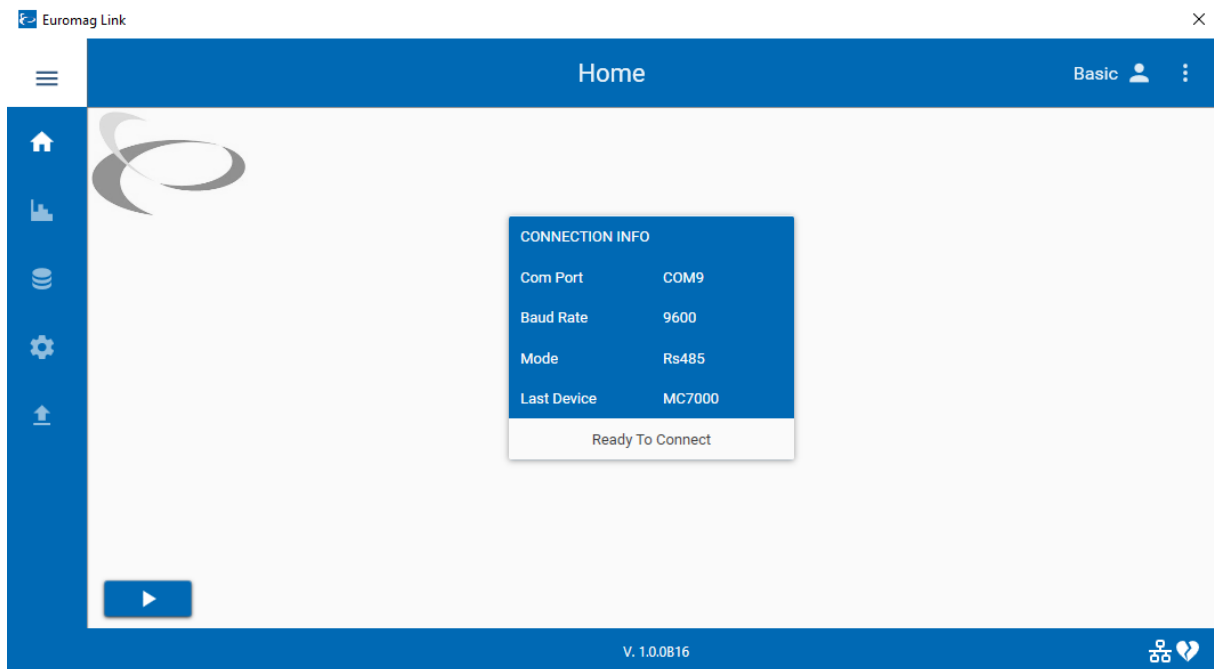 Euromag Link
Home
Basic
CONNECTION INFO
Com Port COM9
Baud Rate 9600
Mode Rs485
Last Device MC7000
Ready To Connect
V. 1.0.0B16